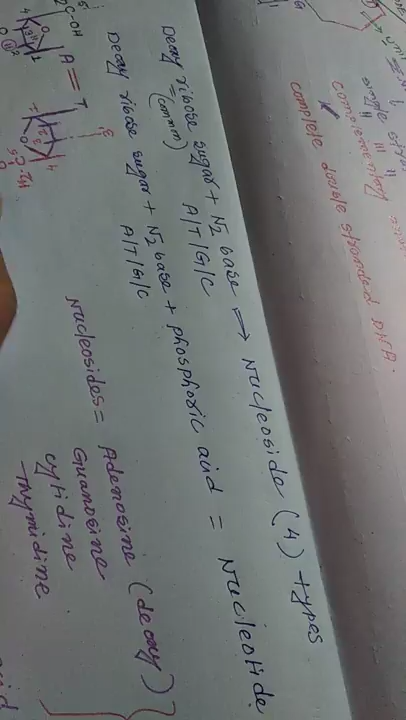 single
complementary
complete double stranded DNA.
Deoxy ribose sugar + N2 base → Nucleoside (4) types.
(common) A/T/G/C
Deoxy ribose sugar + N2 base + phosphoric acid = Nucleotide.
A/T/G/C
Nucleosides = Adenosine (deoxy)
Guanosine
Cytidine
Thymidine
A = T